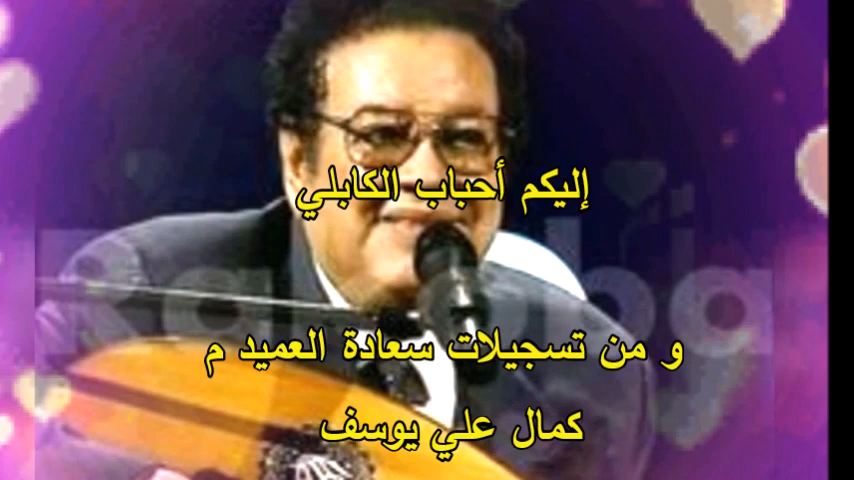 إليكم أحباب الكابلي
و من تسجيلات سعادة العميد م
كمال علي يوسف